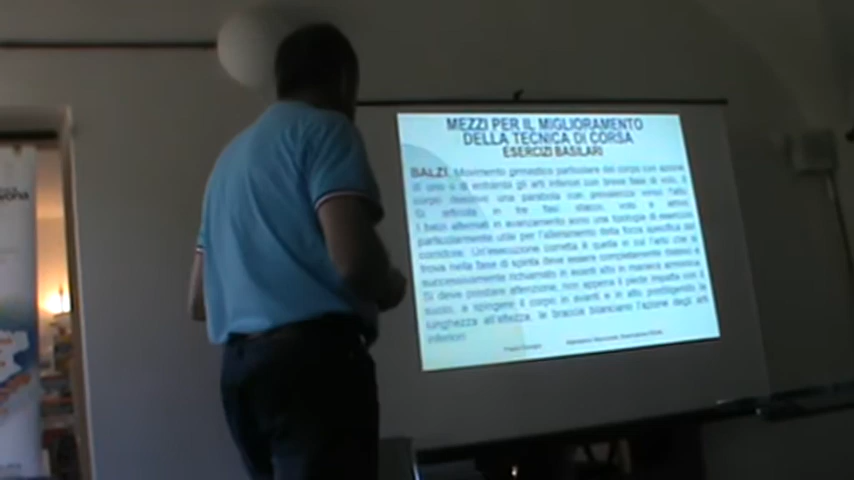 MEZZI PER IL MIGLIORAMENTO
DELLA TECNICA DI CORSA
ESERCIZI BASILARI
BALZI. Movimento ginnastico particolare del corpo con azione
di uno o di entrambi gli arti inferiori con breve fase di volo, il
corpo descrive una parabola con prevalenza verso l'alto
Si articola in tre fasi stacco, volo e arrivo.
I balzi alternati in avanzamento sono una tipologia di esercizio
particolarmente utile per l'allenamento della forza specifica del
corridore. Un'esecuzione corretta è quella in cui l'arto che si
trova nella fase di spinta deve essere completamente disteso e
successivamente richiamato in avanti alto in maniera armonica.
Si deve prestare attenzione, non appena il piede impatta con il
suolo, a spingere il corpo in avanti e in alto, prediligendo la
lunghezza all'altezza, le braccia bilanciano l'azione degli arti
inferiori